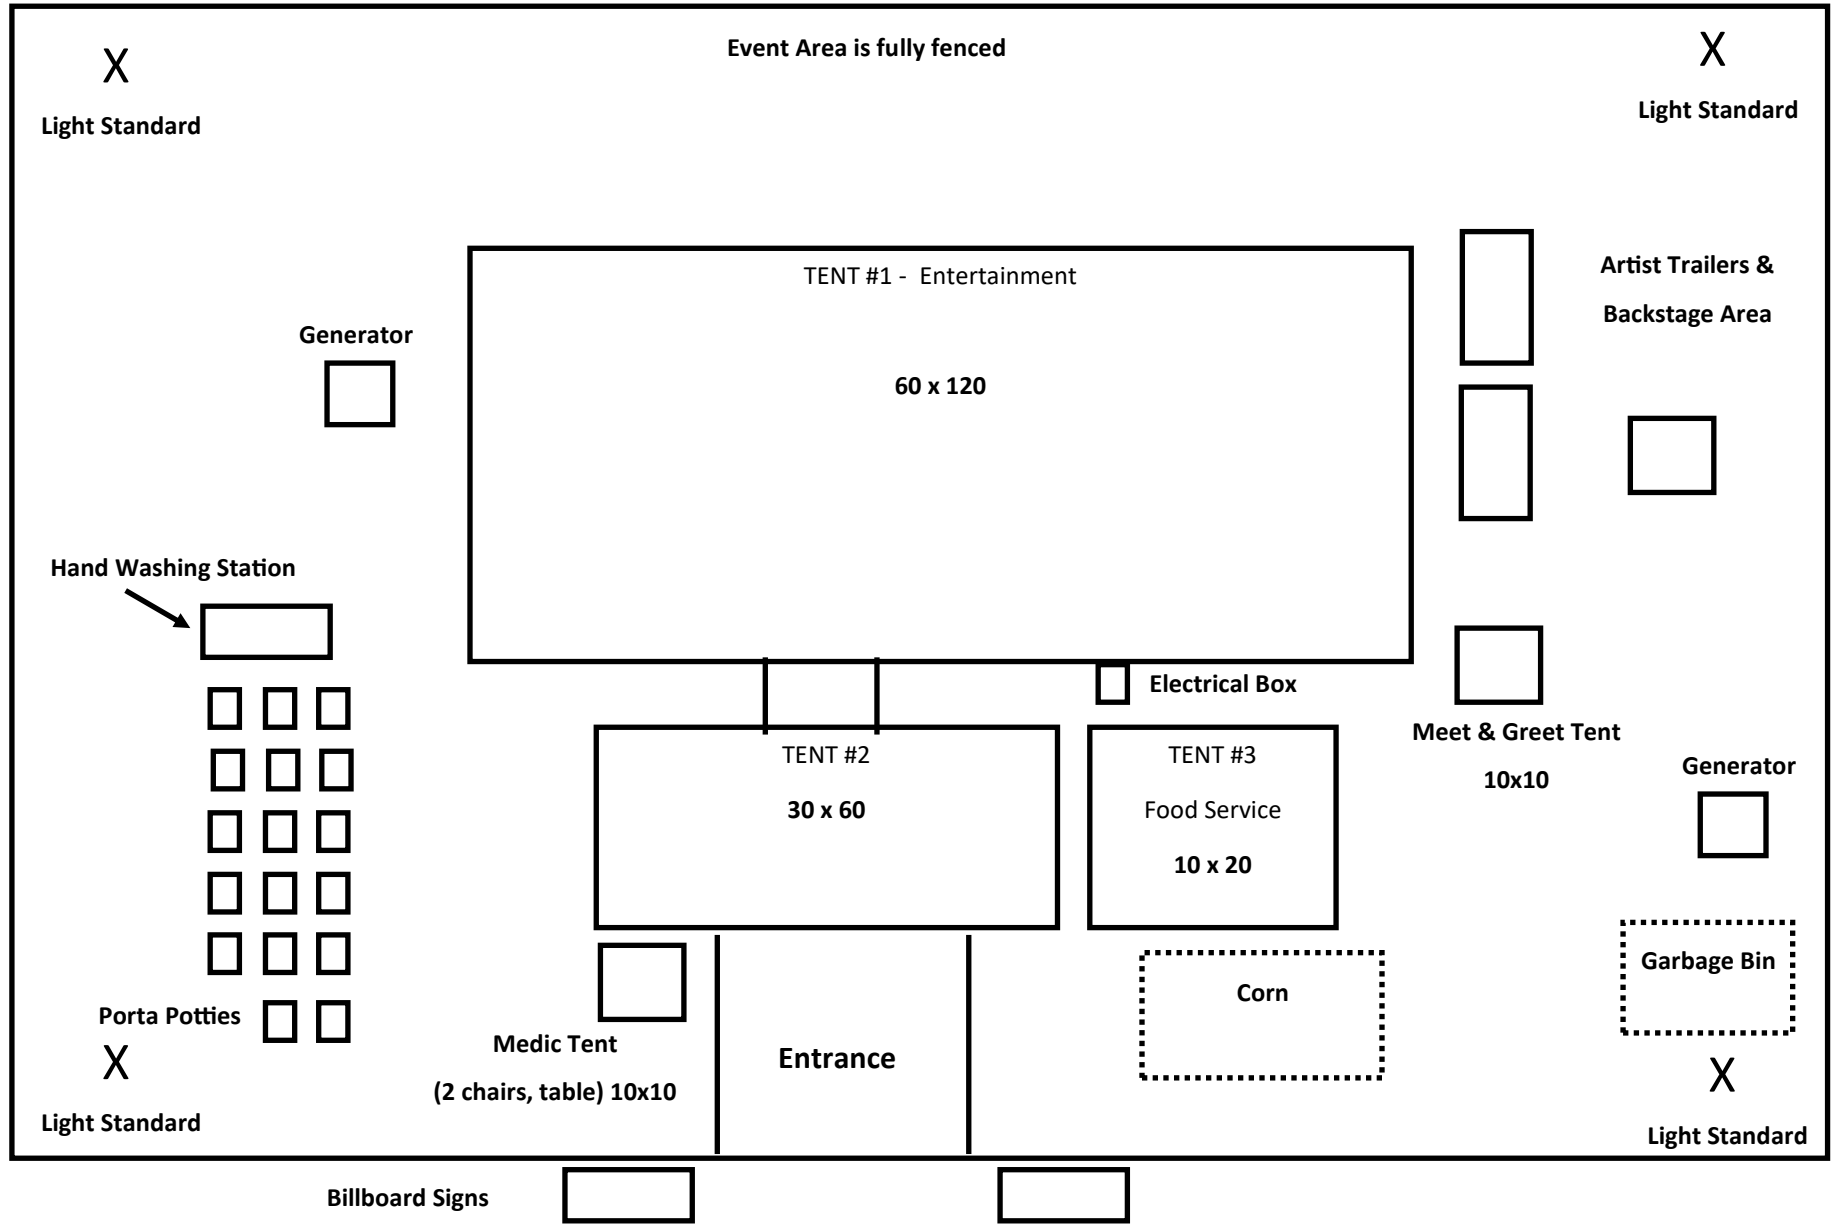 Event Area is fully fenced
X
Light Standard
X
Light Standard
TENT #1 - Entertainment
60 x 120
Artist Trailers &
Backstage Area
Generator
Hand Washing Station
Electrical Box
Meet & Greet Tent
10x10
TENT #2
30 x 60
TENT #3
Food Service
10 x 20
Generator
Garbage Bin
Corn
Porta Potties
Medic Tent
(2 chairs, table) 10x10
Entrance
X
Light Standard
X
Light Standard
Billboard Signs